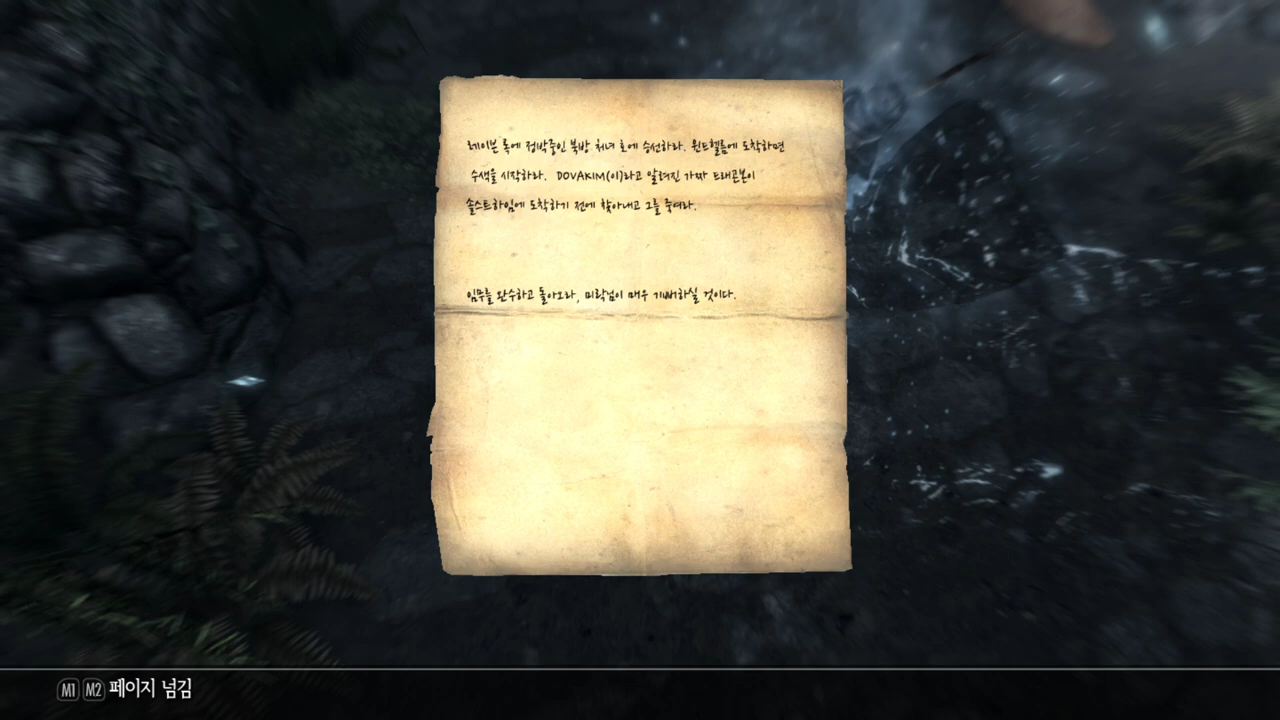 레이븐 록에 정박중인 북방 처녀 호에 승선하라. 윈드헬름에 도착하면
수색을 시작하라. DOVAKIM(이)라고 알려진 가짜 드래곤본이
솔스트하임에 도착하기 전에 찾아내고 그를 죽여라.
임무를 완수하고 돌아오라, 미락님이 매우 기뻐하실 것이다.
M1 M2 페이지 넘김